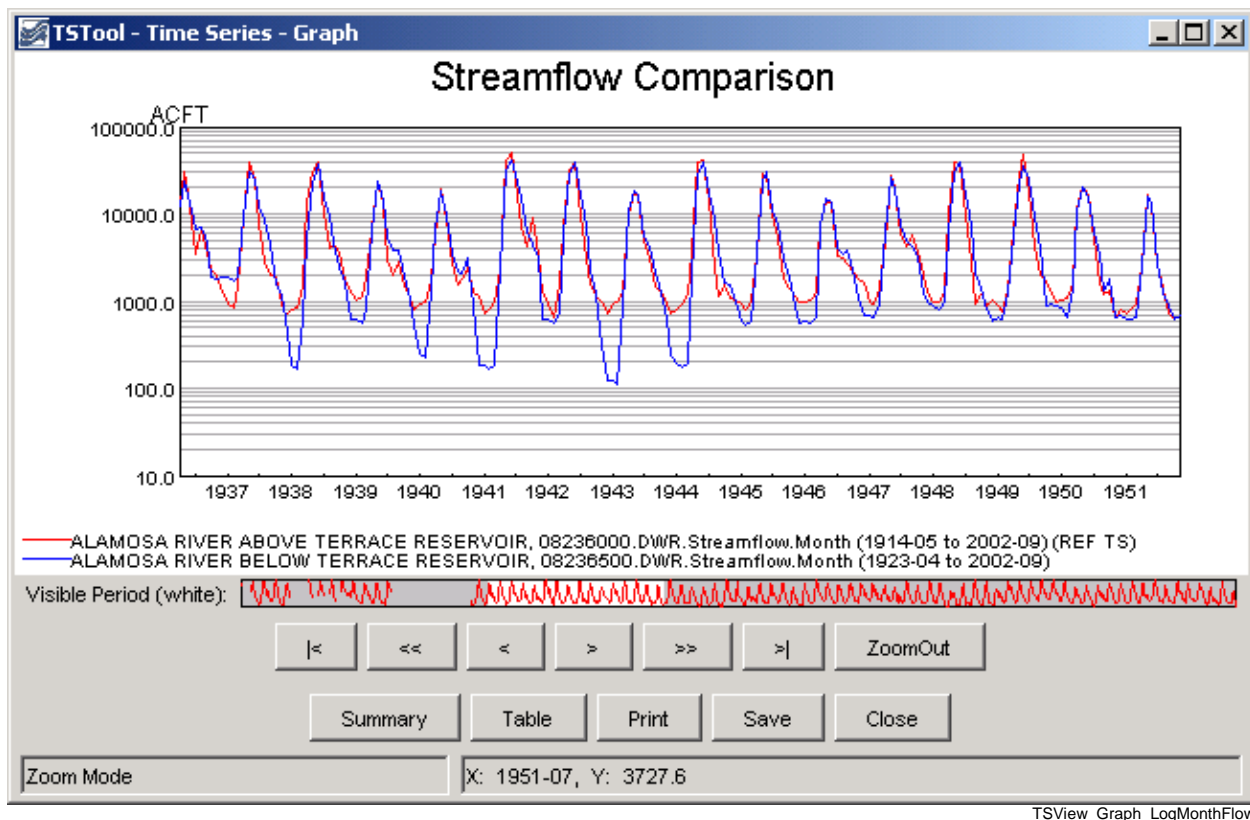 TSTool - Time Series - Graph
Streamflow Comparison
ACFT
100000.0
10000.0
1000.0
100.0
10.0
1937 1938 1939 1940 1941 1942 1943 1944 1945 1946 1947 1948 1949 1950 1951
ALAMOSA RIVER ABOVE TERRACE RESERVOIR, 08236000.DWR.Streamflow.Month (1914-05 to 2002-09) (REF TS)
ALAMOSA RIVER BELOW TERRACE RESERVOIR, 08236500.DWR.Streamflow.Month (1923-04 to 2002-09)
Visible Period (white):
|< << < > >> >| ZoomOut
Summary Table Print Save Close
Zoom Mode X: 1951-07, Y: 3727.6
TSView_Graph_LogMonthFlow